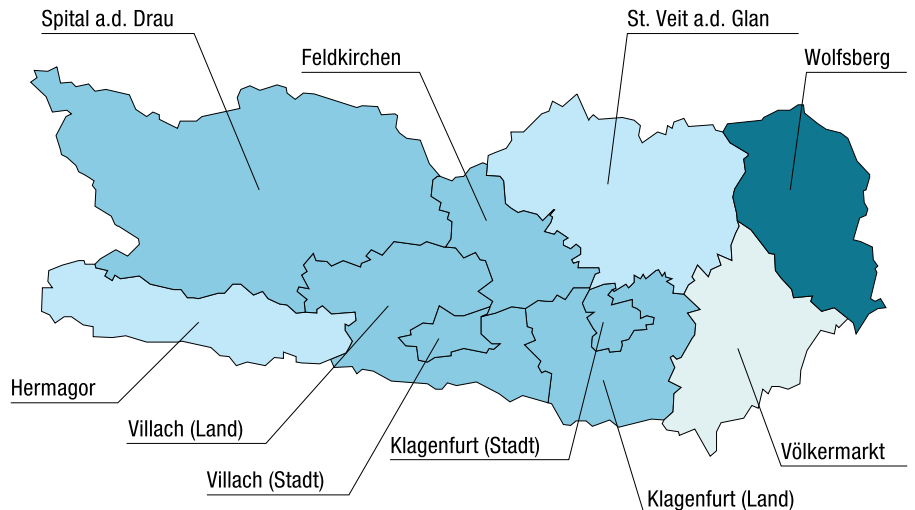 Spital a.d. Drau
St. Veit a.d. Glan
Feldkirchen
Wolfsberg
Hermagor
Villach (Land)
Klagenfurt (Stadt)
Völkermarkt
Villach (Stadt)
Klagenfurt (Land)